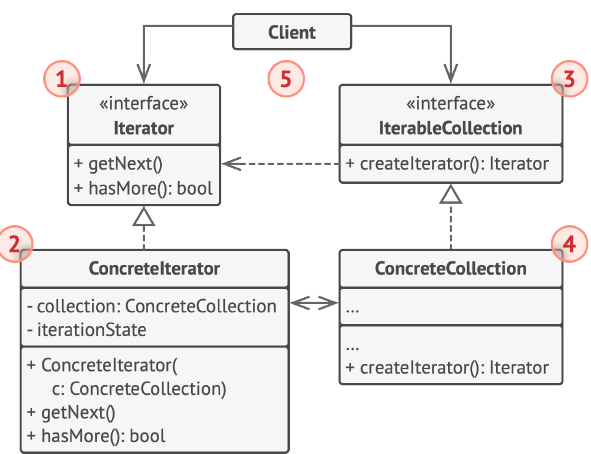 Client
1
5
3
«interface»
Iterator
+ getNext()
+ hasMore(): bool
«interface»
IterableCollection
+ createIterator(): Iterator
2
ConcreteIterator
- collection: ConcreteCollection
- iterationState
+ ConcreteIterator(
c: ConcreteCollection)
+ getNext()
+ hasMore(): bool
4
ConcreteCollection
...
...
+ createIterator(): Iterator